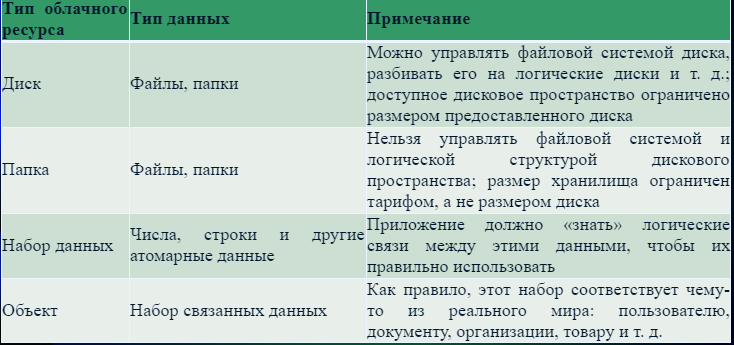 Тип облачного ресурса
Тип данных
Примечание
Диск
Файлы, папки
Можно управлять файловой системой диска,
разбивать его на логические диски и т. д.;
доступное дисковое пространство ограничено
размером предоставленного диска
Папка
Файлы, папки
Нельзя управлять файловой системой и
логической структурой дискового
пространства; размер хранилища ограничен
тарифом, а не размером диска
Набор данных
Числа, строки и другие
атомарные данные
Приложение должно «знать» логические
связи между этими данными, чтобы их
правильно использовать
Объект
Набор связанных данных
Как правило, этот набор соответствует чему-
то из реального мира: пользователю,
документу, организации, товару и т. д.